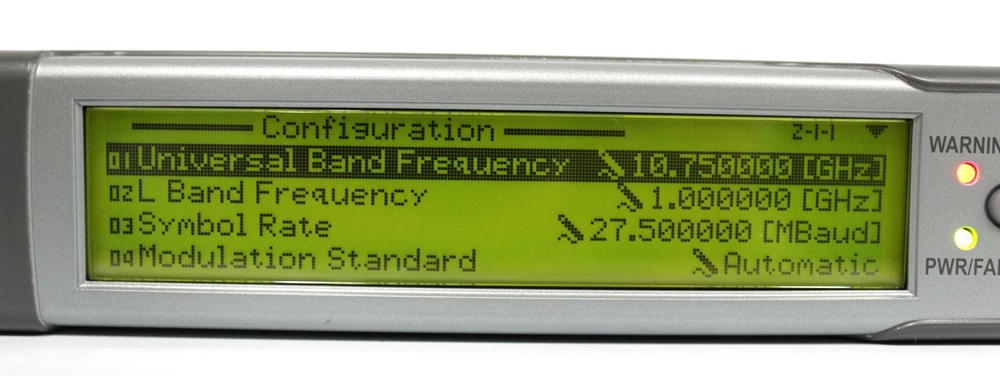 Configuration 2-1-1
01 Universal Band Frequency 10.750000 [GHz]
02 L Band Frequency 1.000000 [GHz]
03 Symbol Rate 27.500000 [MBaud]
04 Modulation Standard Automatic
WARNIN
PWR/FAI